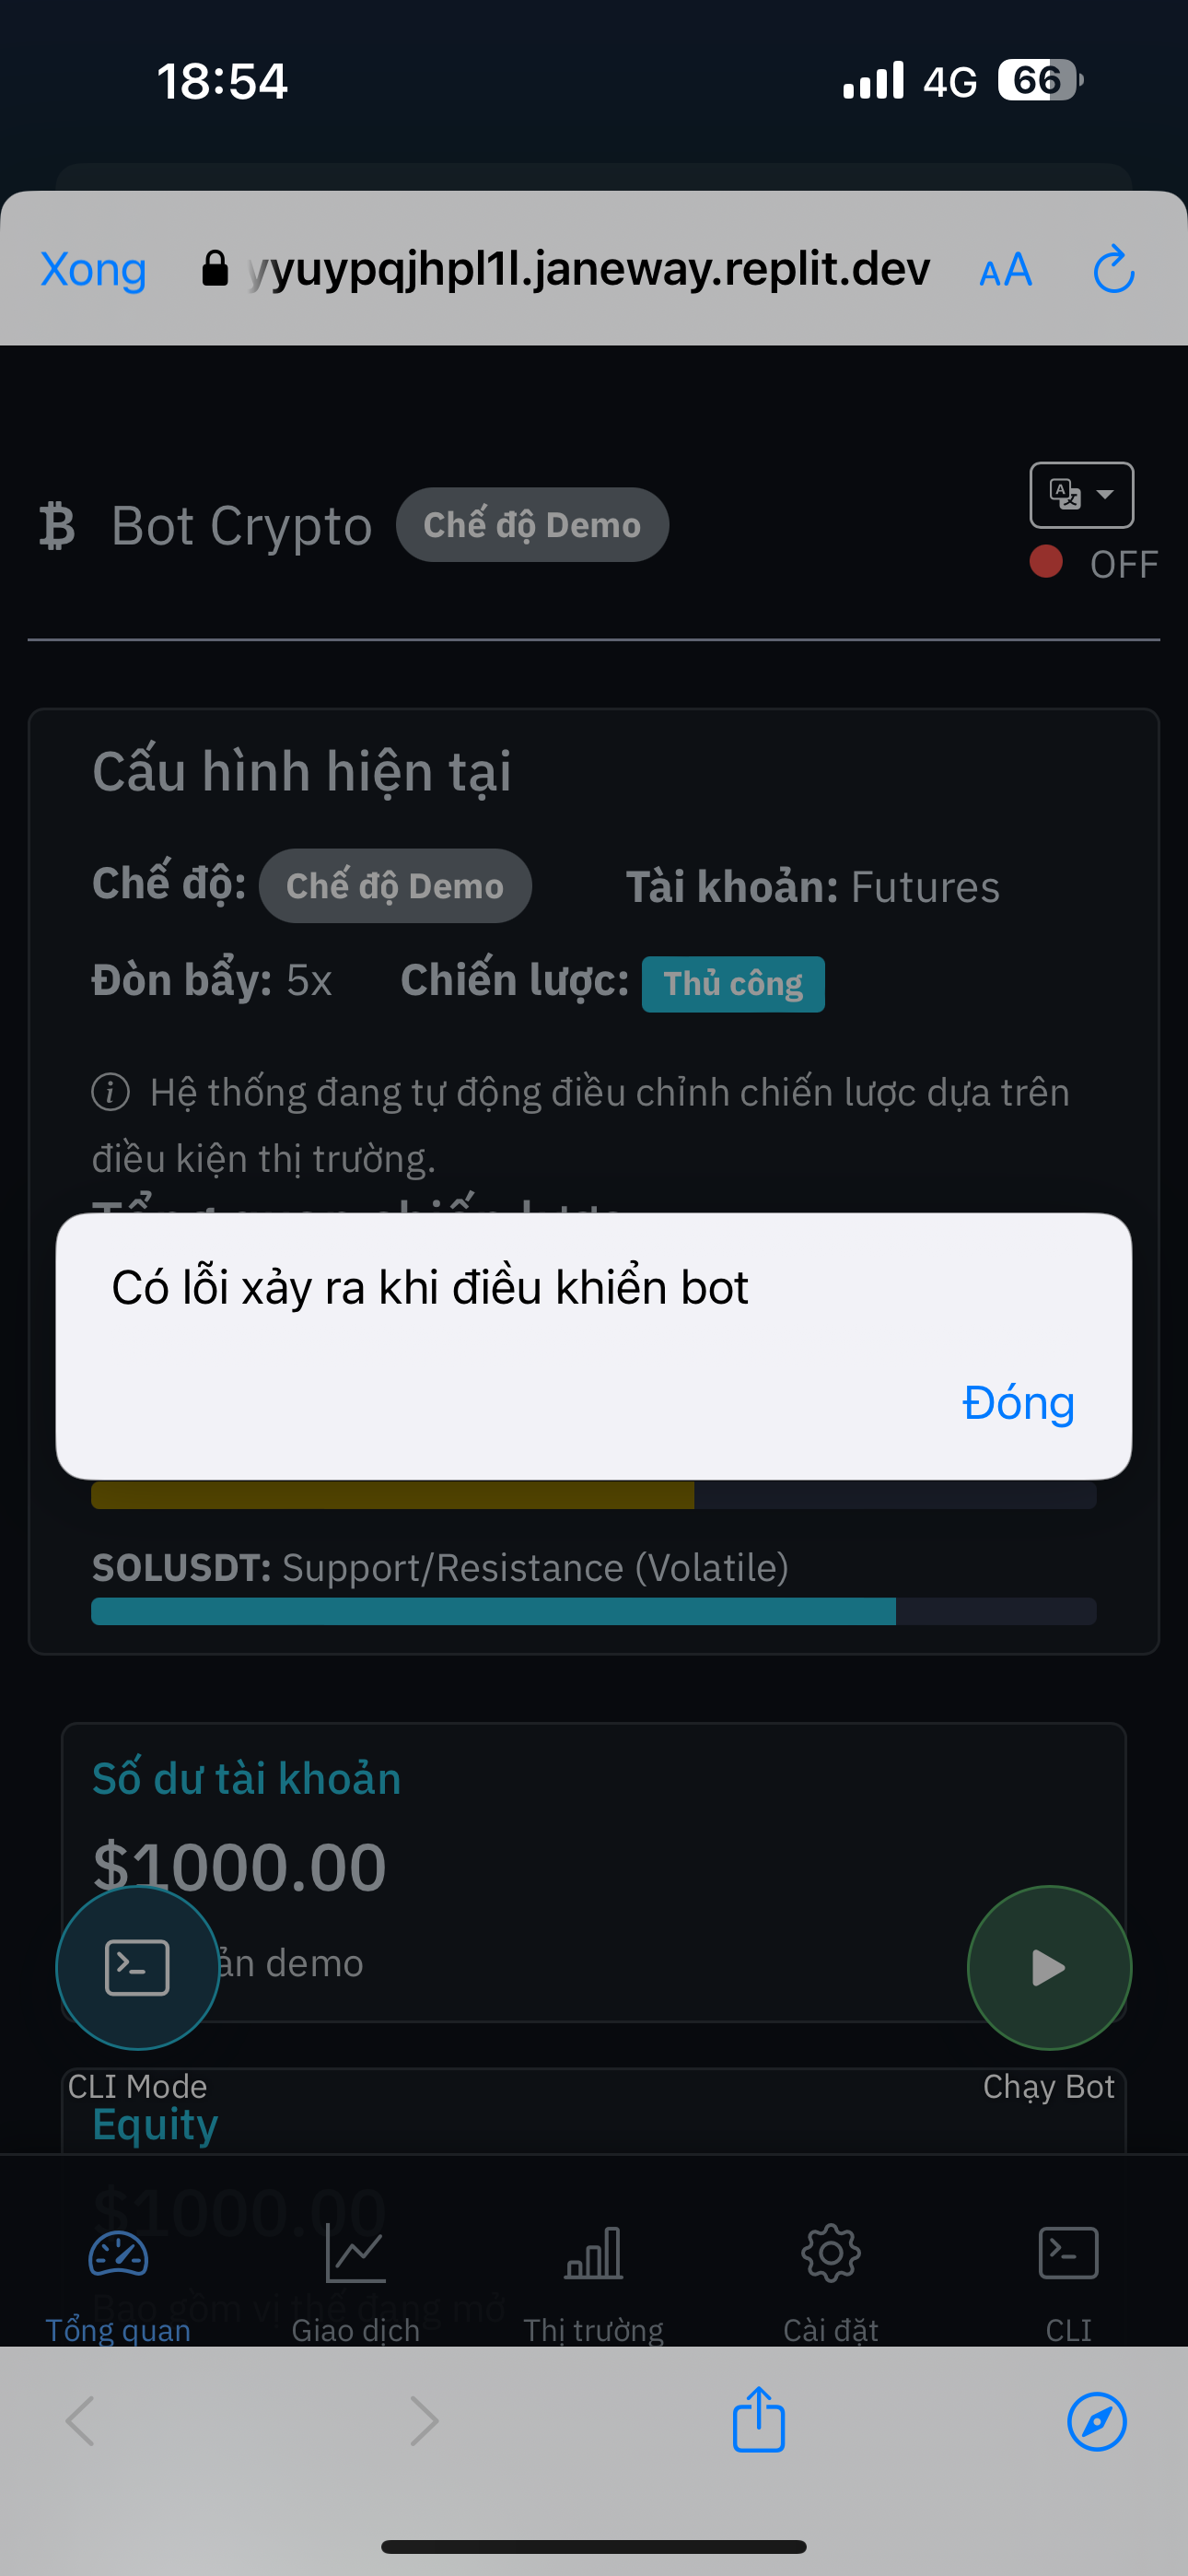 18:54
4G 66
Xong yyuypqjhpl1l.janeway.replit.dev AA
Bot Crypto Chế độ Demo
OFF
Cấu hình hiện tại
Chế độ: Chế độ Demo Tài khoản: Futures
Đòn bẩy: 5x Chiến lược: Thủ công
Hệ thống đang tự động điều chỉnh chiến lược dựa trên
điều kiện thị trường.
Tổng quan chiến lược
Có lỗi xảy ra khi điều khiển bot
Đóng
SOLUSDT: Support/Resistance (Volatile)
Số dư tài khoản
$1000.00
ản demo
CLI Mode Chạy Bot
Equity
$1000.00
Bao gồm vị thế đang mở
Tổng quan Giao dịch Thị trường Cài đặt CLI